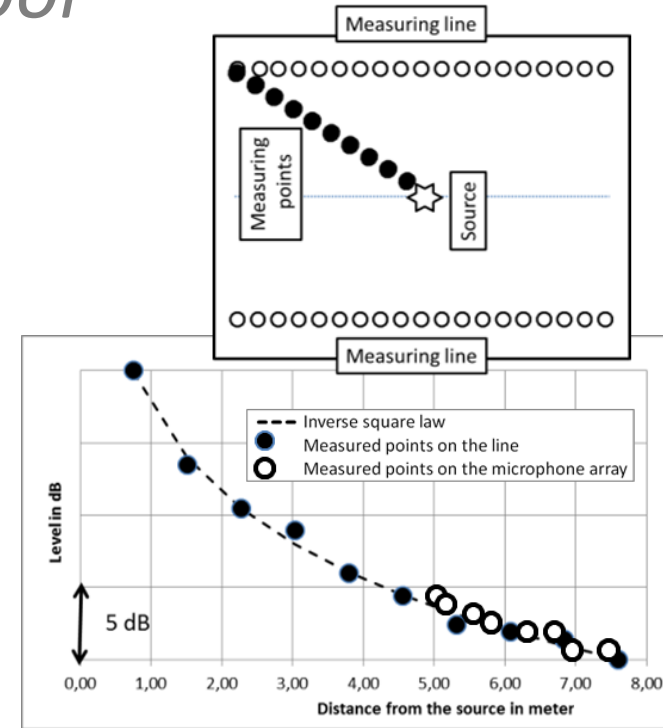 Measuring line
Measuring
points
Source
Measuring line
Inverse square law
Measured points on the line
Measured points on the microphone array
Level in dB
5 dB
0,00 1,00 2,00 3,00 4,00 5,00 6,00 7,00 8,00
Distance from the source in meter